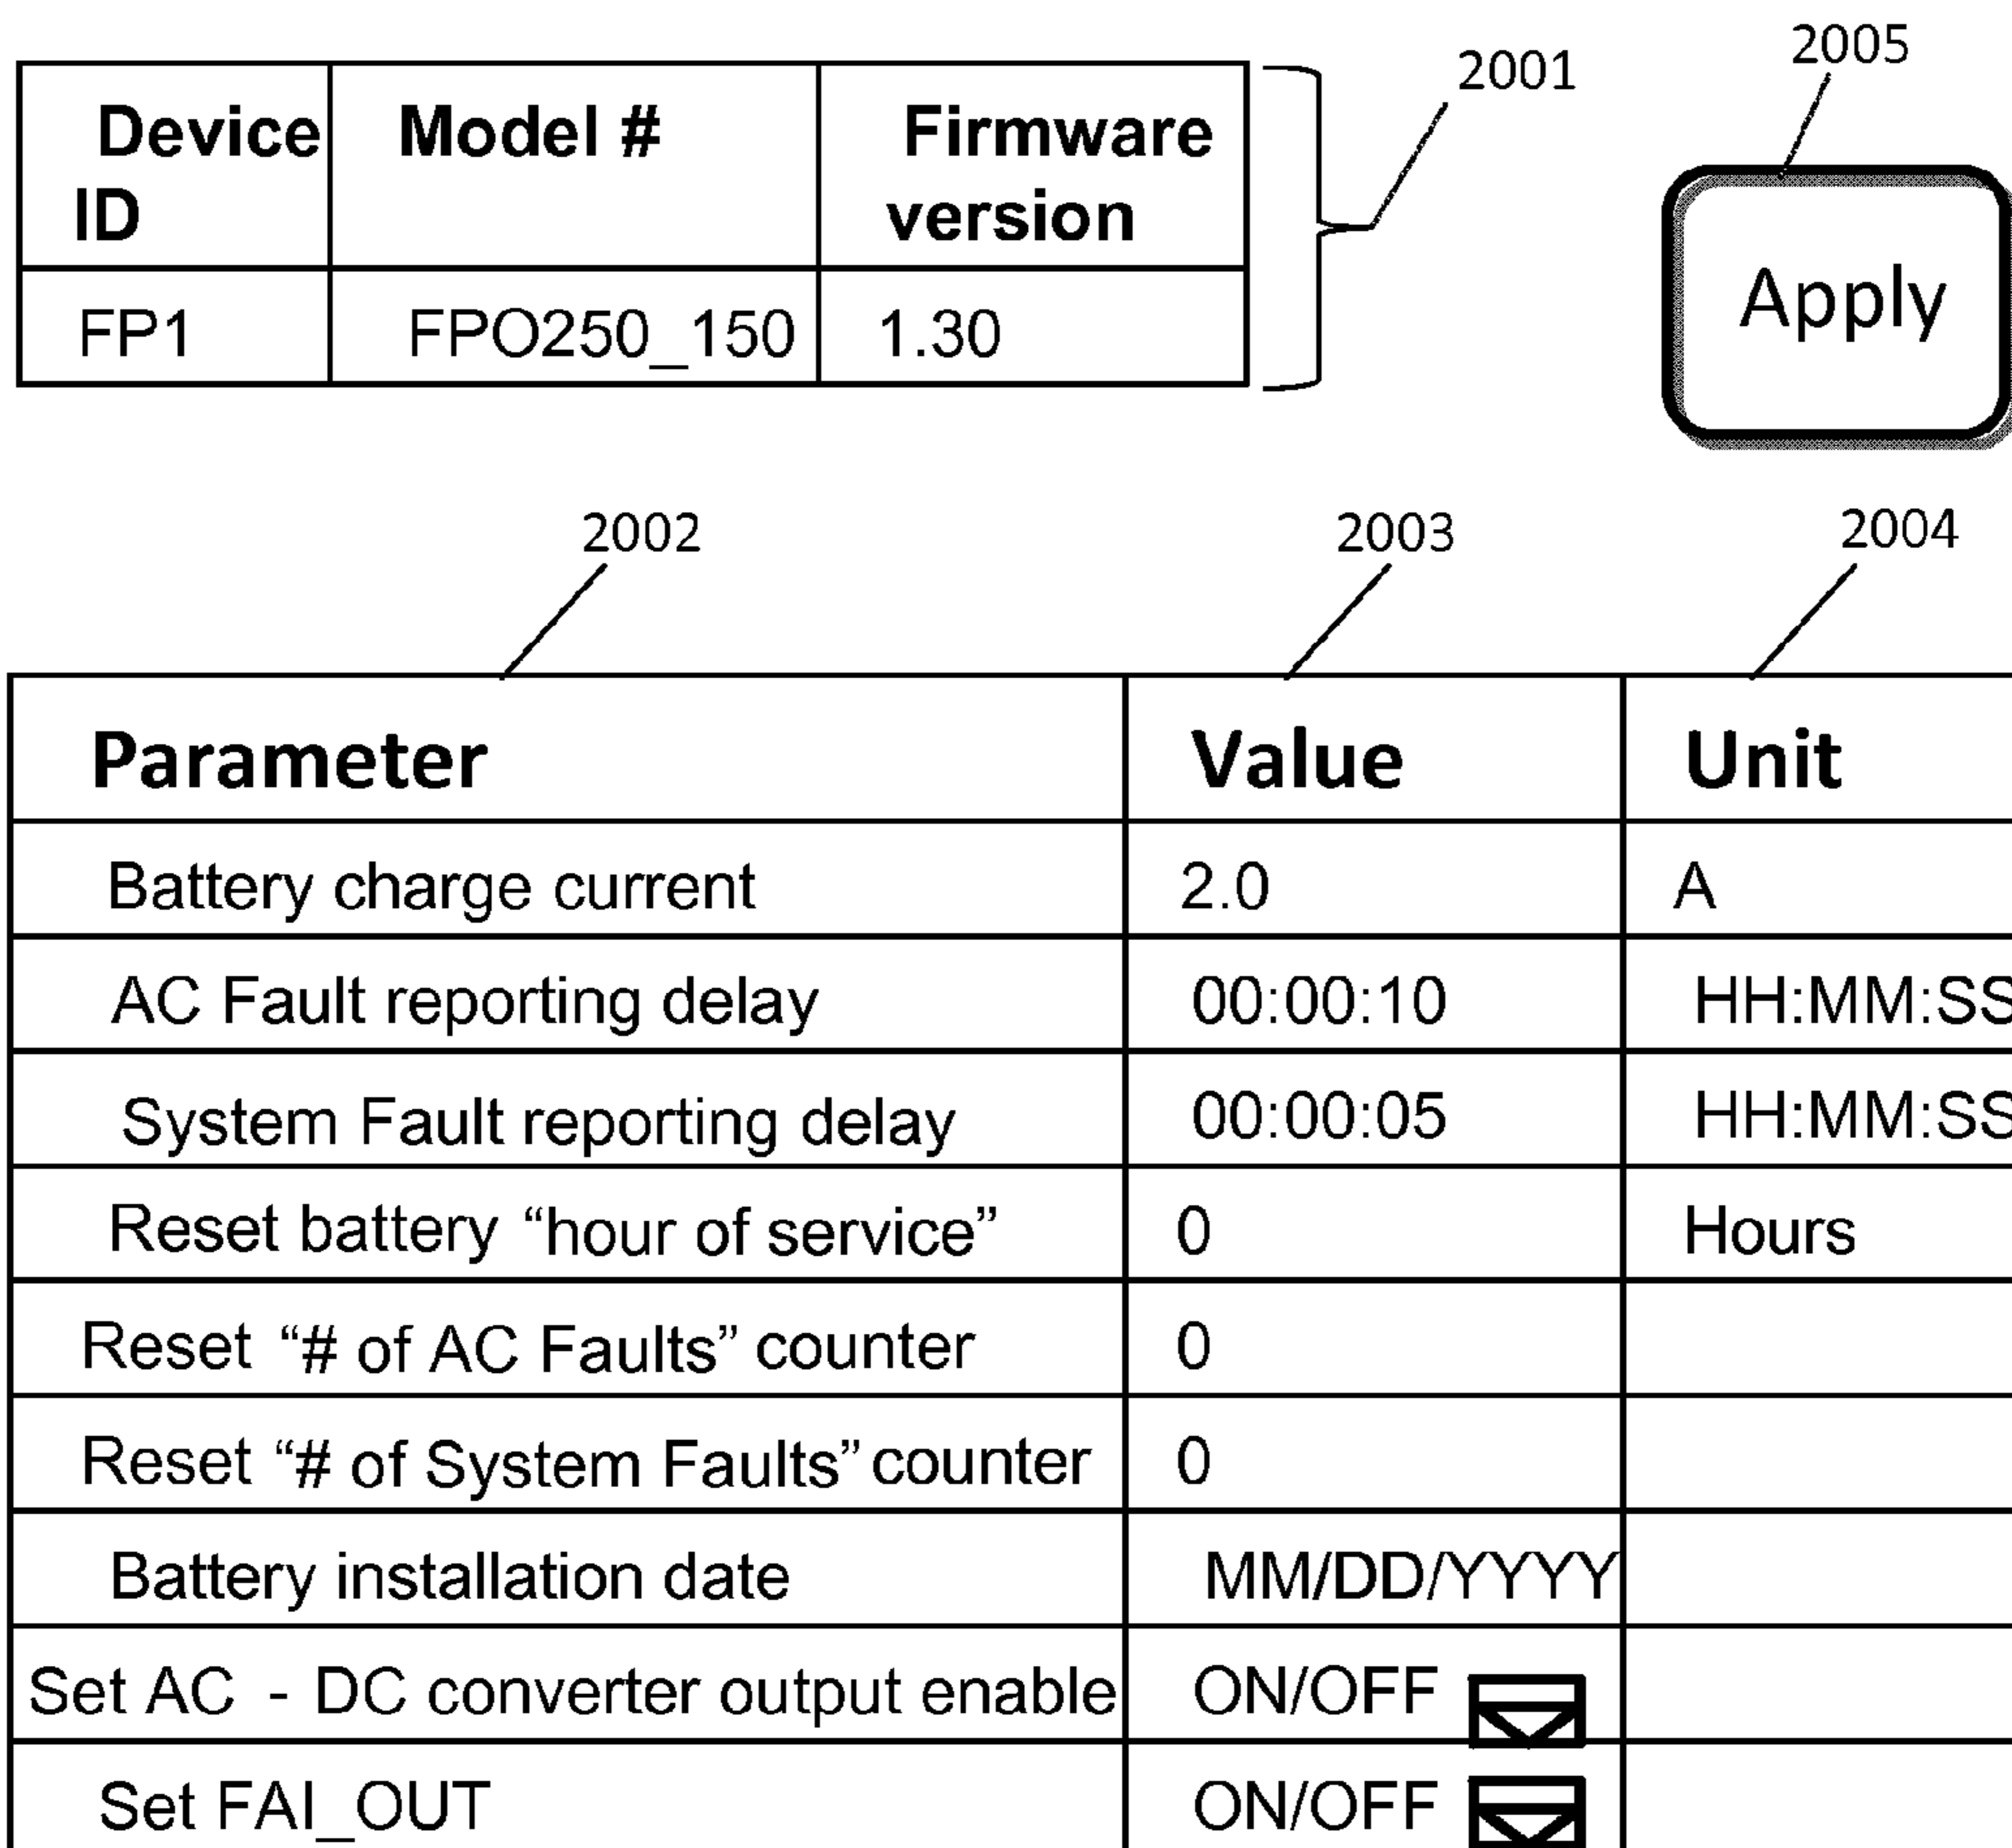 2001
2005
Device ID Model # Firmware version
FP1 FPO250_150 1.30
Apply
2002 2003 2004
Parameter Value Unit
Battery charge current 2.0 A
AC Fault reporting delay 00:00:10 HH:MM:SS
System Fault reporting delay 00:00:05 HH:MM:SS
Reset battery “hour of service” 0 Hours
Reset “# of AC Faults” counter 0
Reset “# of System Faults” counter 0
Battery installation date MM/DD/YYYY
Set AC - DC converter output enable ON/OFF
Set FAI_OUT ON/OFF